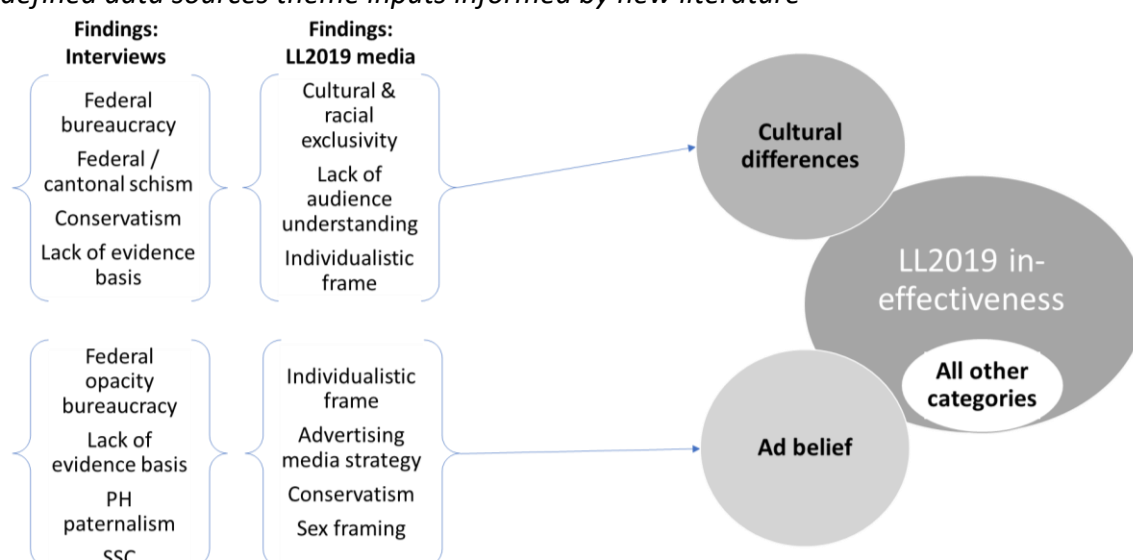 defined data sources theme inputs informed by new literature
Findings:
Interviews
Findings:
LL2019 media
Federal
bureaucracy
Federal /
cantonal schism
Conservatism
Lack of evidence
basis
Cultural &
racial
exclusivity
Lack of
audience
understanding
Individualistic
frame
Cultural
differences
LL2019 in-
effectiveness
All other
categories
Federal
opacity
bureaucracy
Lack of
evidence basis
PH
paternalism
SSC
Individualistic
frame
Advertising
media strategy
Conservatism
Sex framing
Ad belief